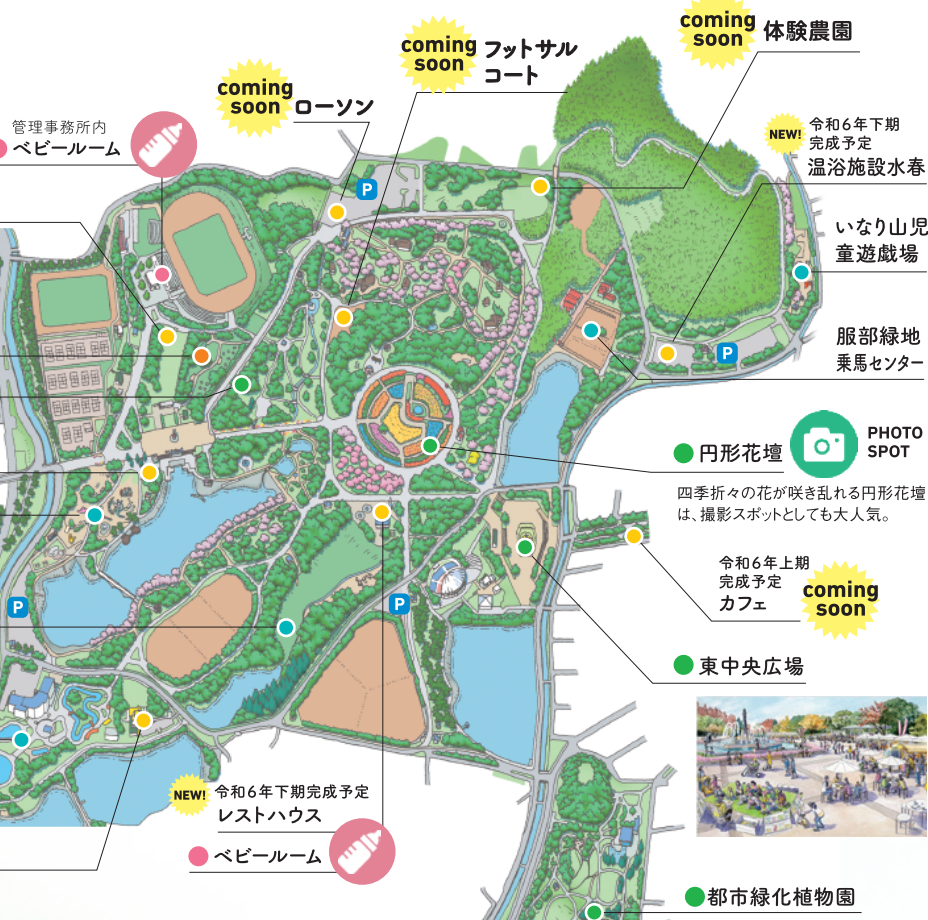 coming
soon
体験農園
coming
soon
フットサル
コート
coming
soon
ローソン
管理事務所内
ベビールーム
NEW!
令和6年下期
完成予定
温浴施設水春
P
いなり山児
童遊戯場
服部緑地
乗馬センター
P
円形花壇
PHOTO
SPOT
四季折々の花が咲き乱れる円形花壇
は、撮影スポットとしても大人気。
令和6年上期
完成予定
カフェ
coming
soon
P
P
東中央広場
NEW!
令和6年下期完成予定
レストハウス
ベビールーム
都市緑化植物園